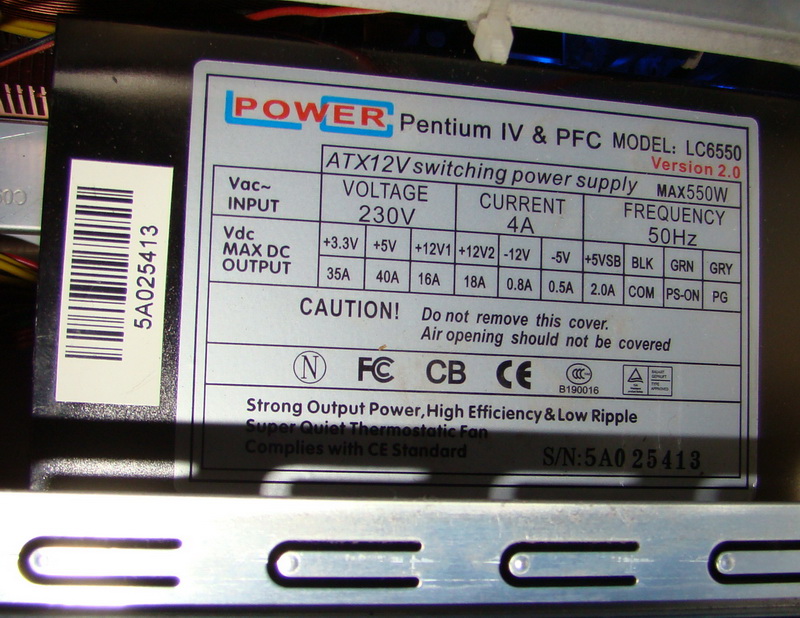 POWER Pentium IV & PFC MODEL: LC6550
Version 2.0
ATX12V switching power supply MAX550W
Vac~ INPUT VOLTAGE 230V CURRENT 4A FREQUENCY 50Hz
Vdc MAX DC OUTPUT
+3.3V +5V +12V1 +12V2 -12V -5V +5VSB BLK GRN GRY
35A 40A 16A 18A 0.8A 0.5A 2.0A COM PS-ON PG
CAUTION! Do not remove this cover.
Air opening should not be covered
N FC CB CE CCC
B190016
Strong Output Power, High Efficiency & Low Ripple
Super Quiet Thermostatic Fan
Complies with CE Standard
S/N:5A025413
5A025413